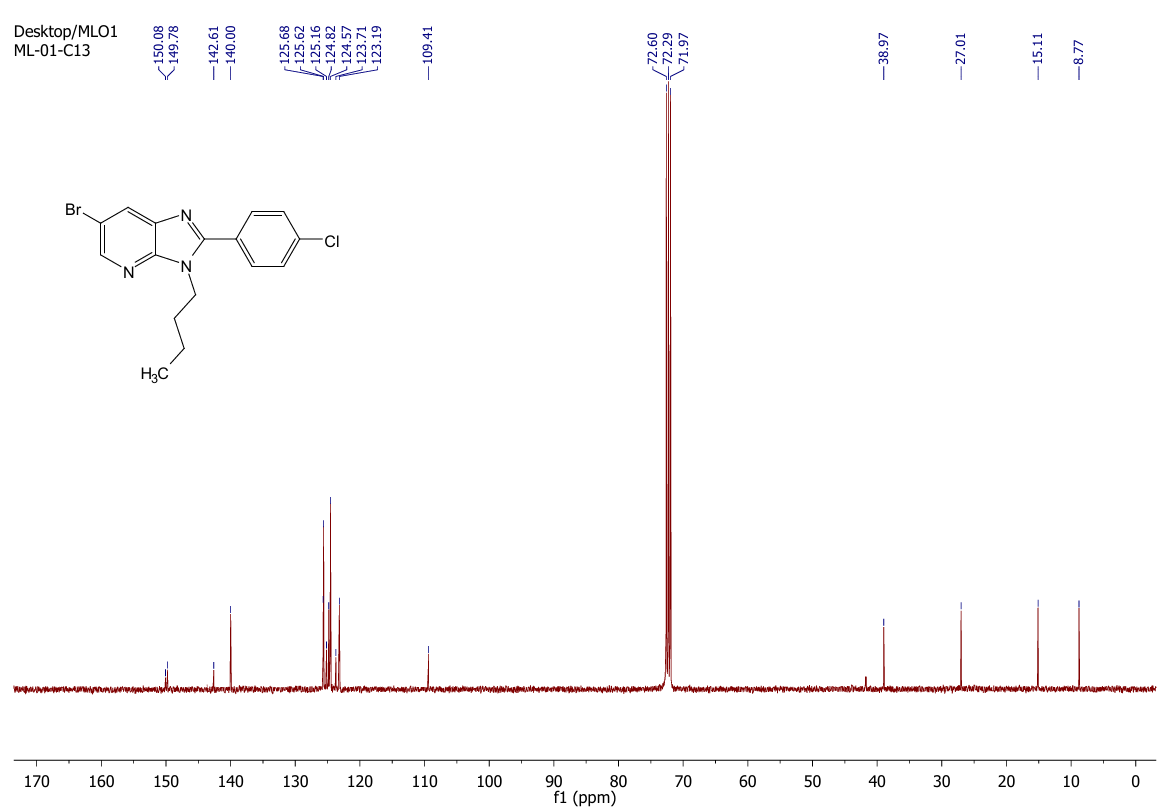 Desktop/MLO1
ML-01-C13
150.08
149.78
142.61
140.00
125.68
125.62
125.16
124.82
124.57
123.71
123.19
109.41
72.60
72.29
71.97
38.97
27.01
15.11
8.77
Br
N
Cl
N
N
H3C
170 160 150 140 130 120 110 100 90 80 70 60 50 40 30 20 10 0
f1 (ppm)